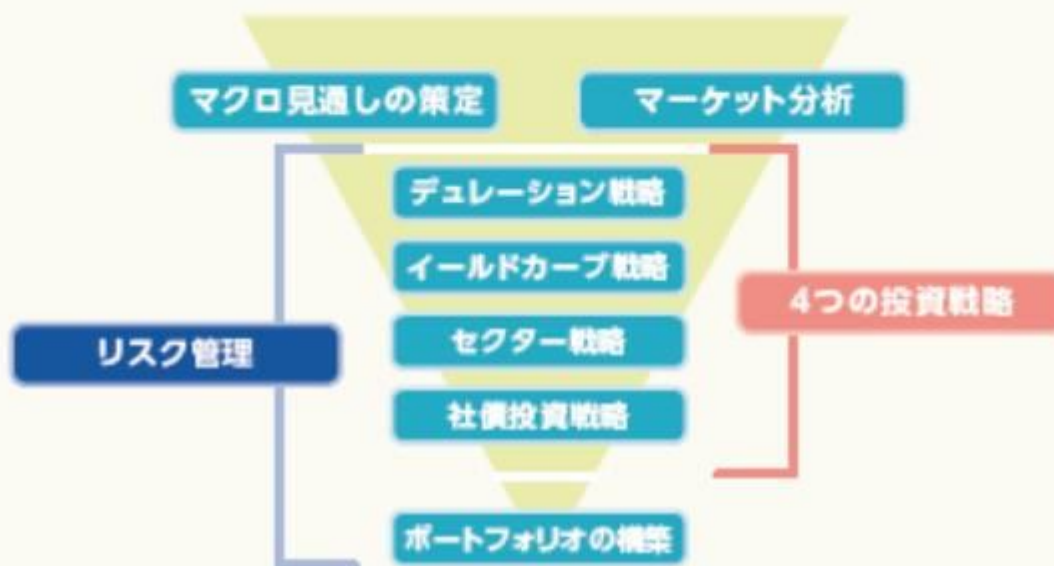 マクロ見通しの策定
マーケット分析
デュレーション戦略
イールドカーブ戦略
4つの投資戦略
セクター戦略
リスク管理
社債投資戦略
ポートフォリオの構築